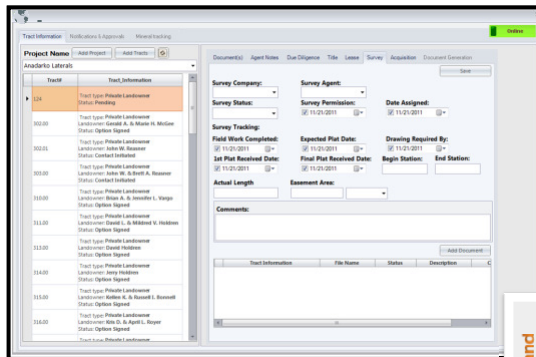 Online
Tract Information Notifications & Approvals Mineral tracking
Project Name Add Project Add Tracts
Anadarko Laterals
Tract# Tract_Information
124 Tract type: Private Landowner
Status: Pending
302.00 Tract type: Private Landowner
Landowner: Gerald A. & Marie H. McGee
Status: Option Signed
302.01 Tract type: Private Landowner
Landowner: John W. Reasner
Status: Contact Initiated
303.00 Tract type: Private Landowner
Landowner: John W. & Brett A. Reasner
Status: Contact Initiated
310.00 Tract type: Private Landowner
Landowner: Brian A. & Jennifer L. Vargo
Status: Option Signed
311.00 Tract type: Private Landowner
Landowner: David L. & Mildred V. Holdren
Status: Option Signed
313.00 Tract type: Private Landowner
Landowner: David Holdren
Status: Option Signed
314.00 Tract type: Private Landowner
Landowner: Jerry Holdren
Status: Option Signed
315.00 Tract type: Private Landowner
Landowner: Kellen K. & Russell I. Bonnell
Status: Option Signed
316.00 Tract type: Private Landowner
Landowner: Kris D. & April L. Royer
Status: Option Signed
Document(s) Agent Notes Due Diligence Title Lease Survey Acquisition Document Generation
Save
Survey Company: Survey Agent:
Survey Status: Survey Permission: Date Assigned:
11/21/2011 11/21/2011
Survey Tracking:
Field Work Completed: Expected Plat Date: Drawing Required By:
11/21/2011 11/21/2011 11/21/2011
1st Plat Received Date: Final Plat Received Date: Begin Station: End Station:
11/21/2011 11/21/2011
Actual Length Easement Area:
Comments:
Add Document
Tract Information File Name Status Description C
and